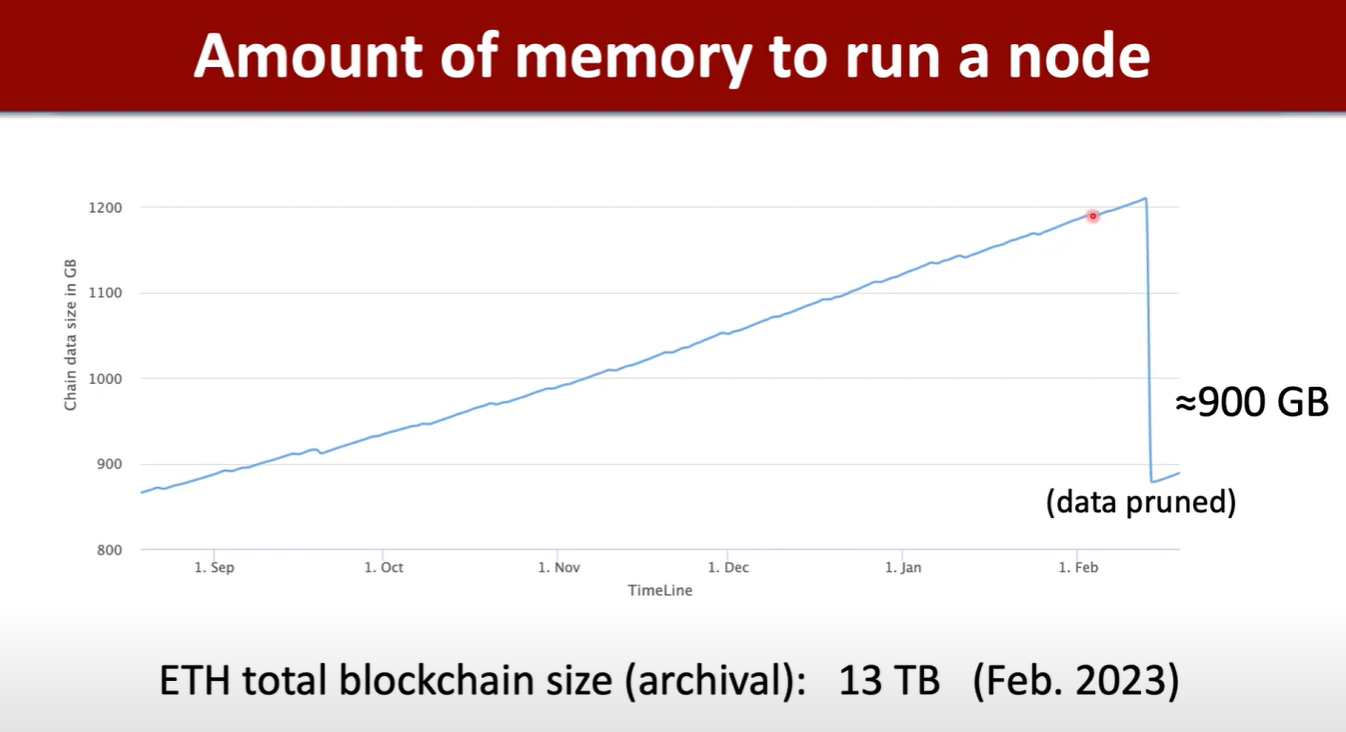 Amount of memory to run a node
1200
1100
1000
900
800
Chain data size in GB
≈900 GB
(data pruned)
1. Sep
1. Oct
1. Nov
1. Dec
1. Jan
1. Feb
TimeLine
ETH total blockchain size (archival): 13 TB (Feb. 2023)